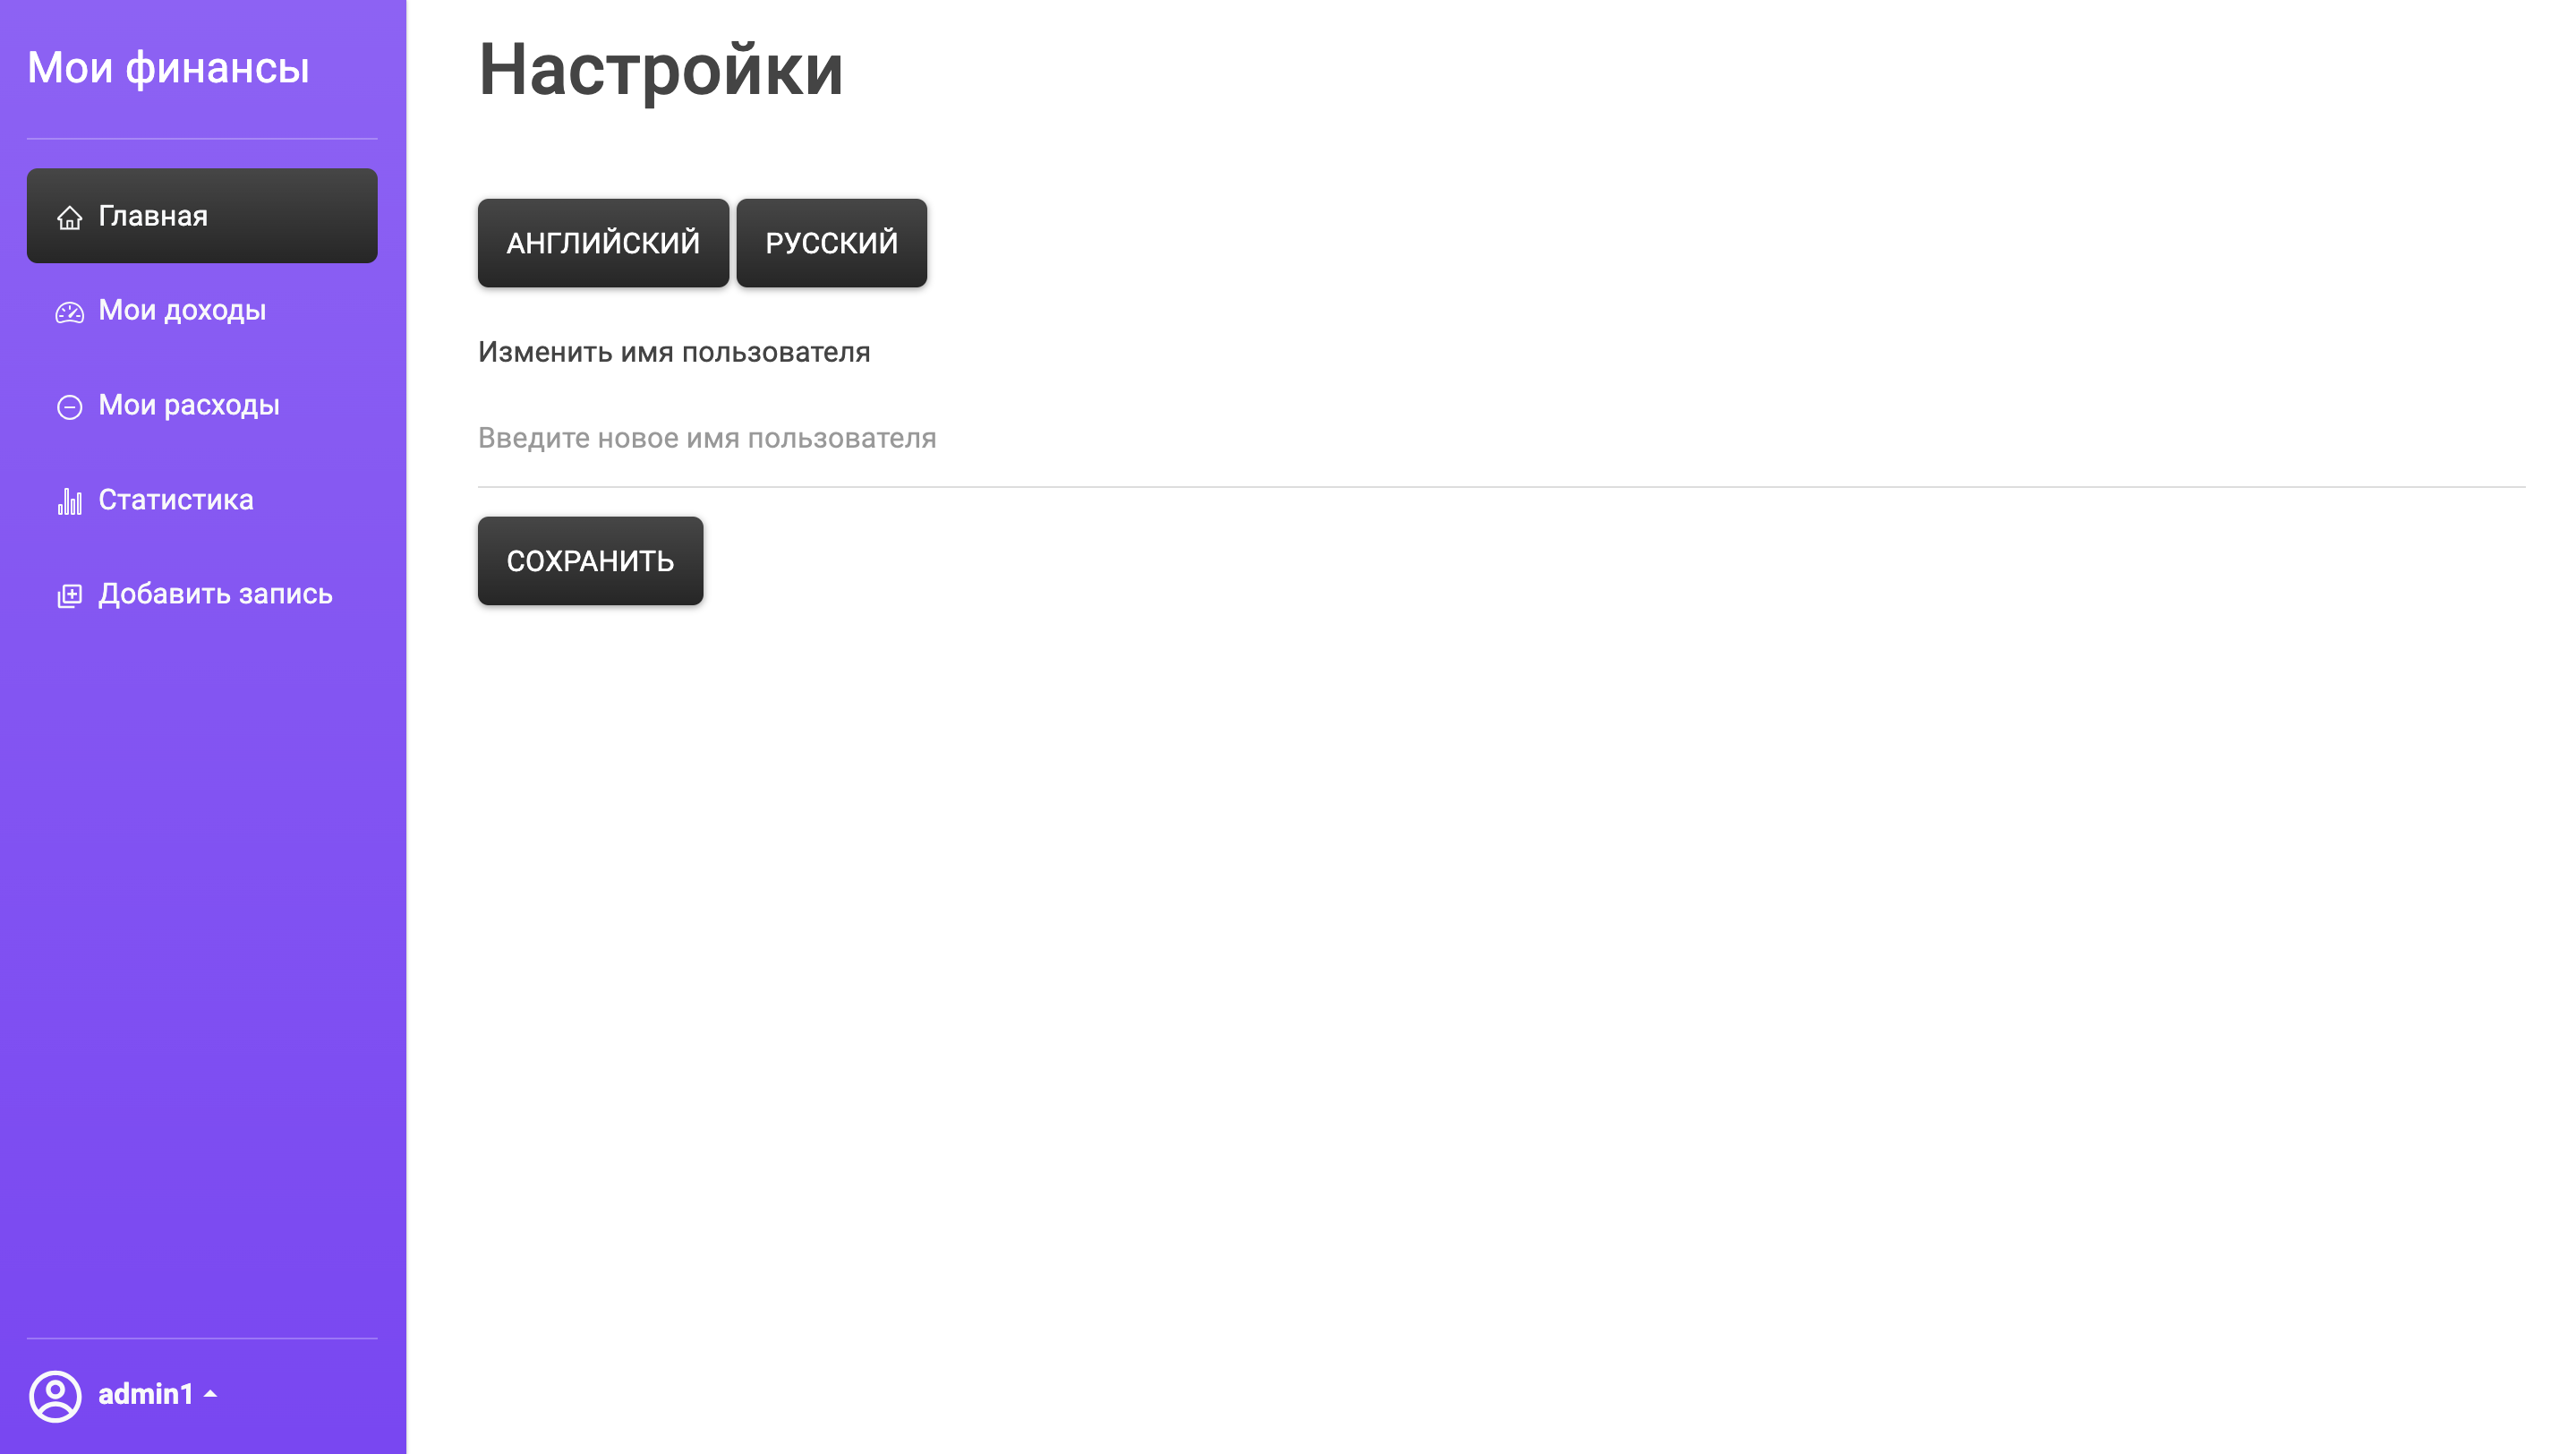 Мои финансы
Главная
Мои доходы
Мои расходы
Статистика
Добавить запись
admin1
Настройки
АНГЛИЙСКИЙ РУССКИЙ
Изменить имя пользователя
Введите новое имя пользователя
СОХРАНИТЬ